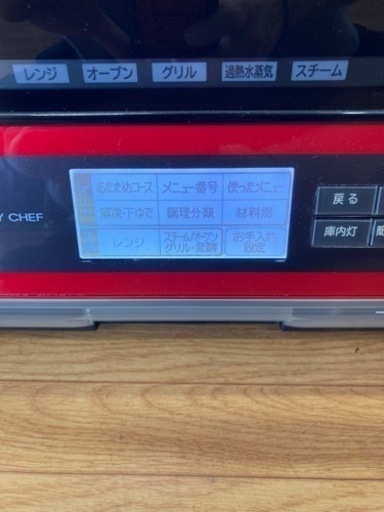 レンジ オーブン グリル 過熱水蒸気 スチーム
あたためコース メニュー番号 使ったメニュー
Y CHEF 解凍下ゆで 調理分類 材料別 戻る
レンジ スチーム/オーブン お手入れ 庫内灯
グリル・発酵 設定